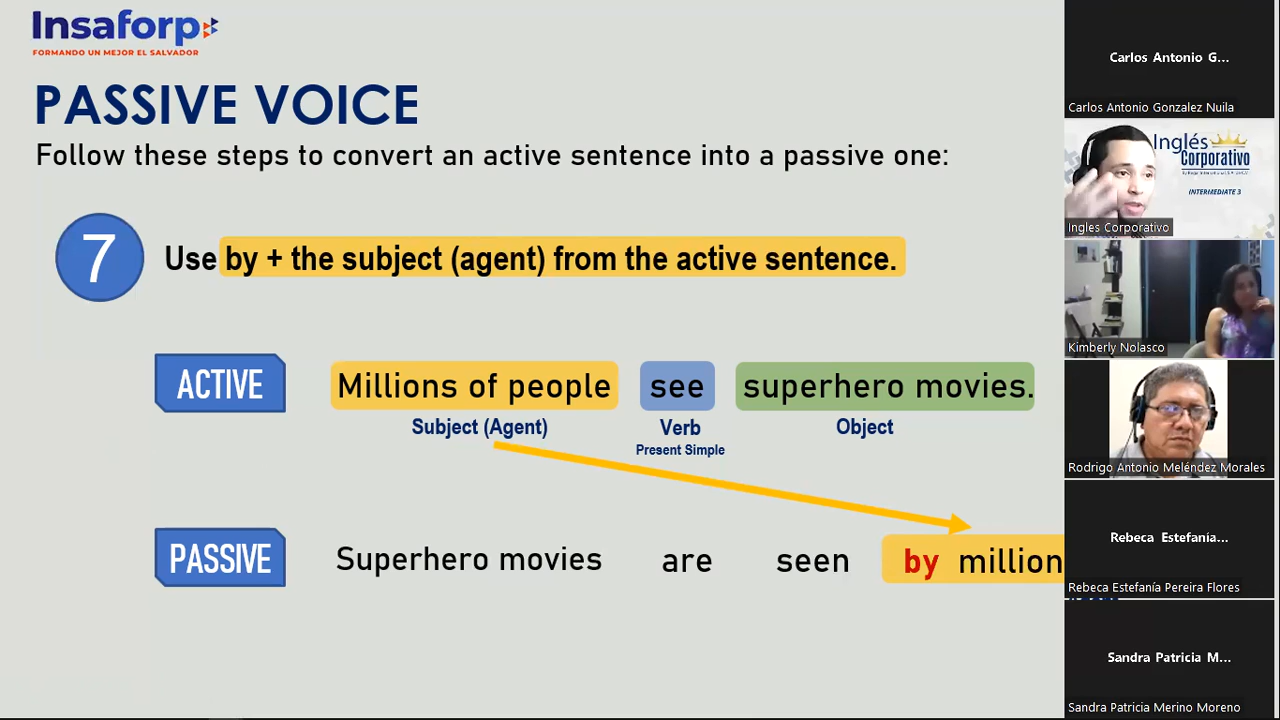 Insaforp
FORMANDO UN MEJOR EL SALVADOR
PASSIVE VOICE
Follow these steps to convert an active sentence into a passive one:
7
Use by + the subject (agent) from the active sentence.
ACTIVE
Millions of people see superhero movies.
Subject (Agent) Verb Object
Present Simple
PASSIVE
Superhero movies are seen by million
Carlos Antonio G...
Carlos Antonio Gonzalez Nuila
Inglés
Corporativo
INTERMEDIATE 3
Ingles Corporativo
Kimberly Nolasco
Rodrigo Antonio Meléndez Morales
Rebeca Estefanía...
Rebeca Estefanía Pereira Flores
Sandra Patricia M...
Sandra Patricia Merino Moreno